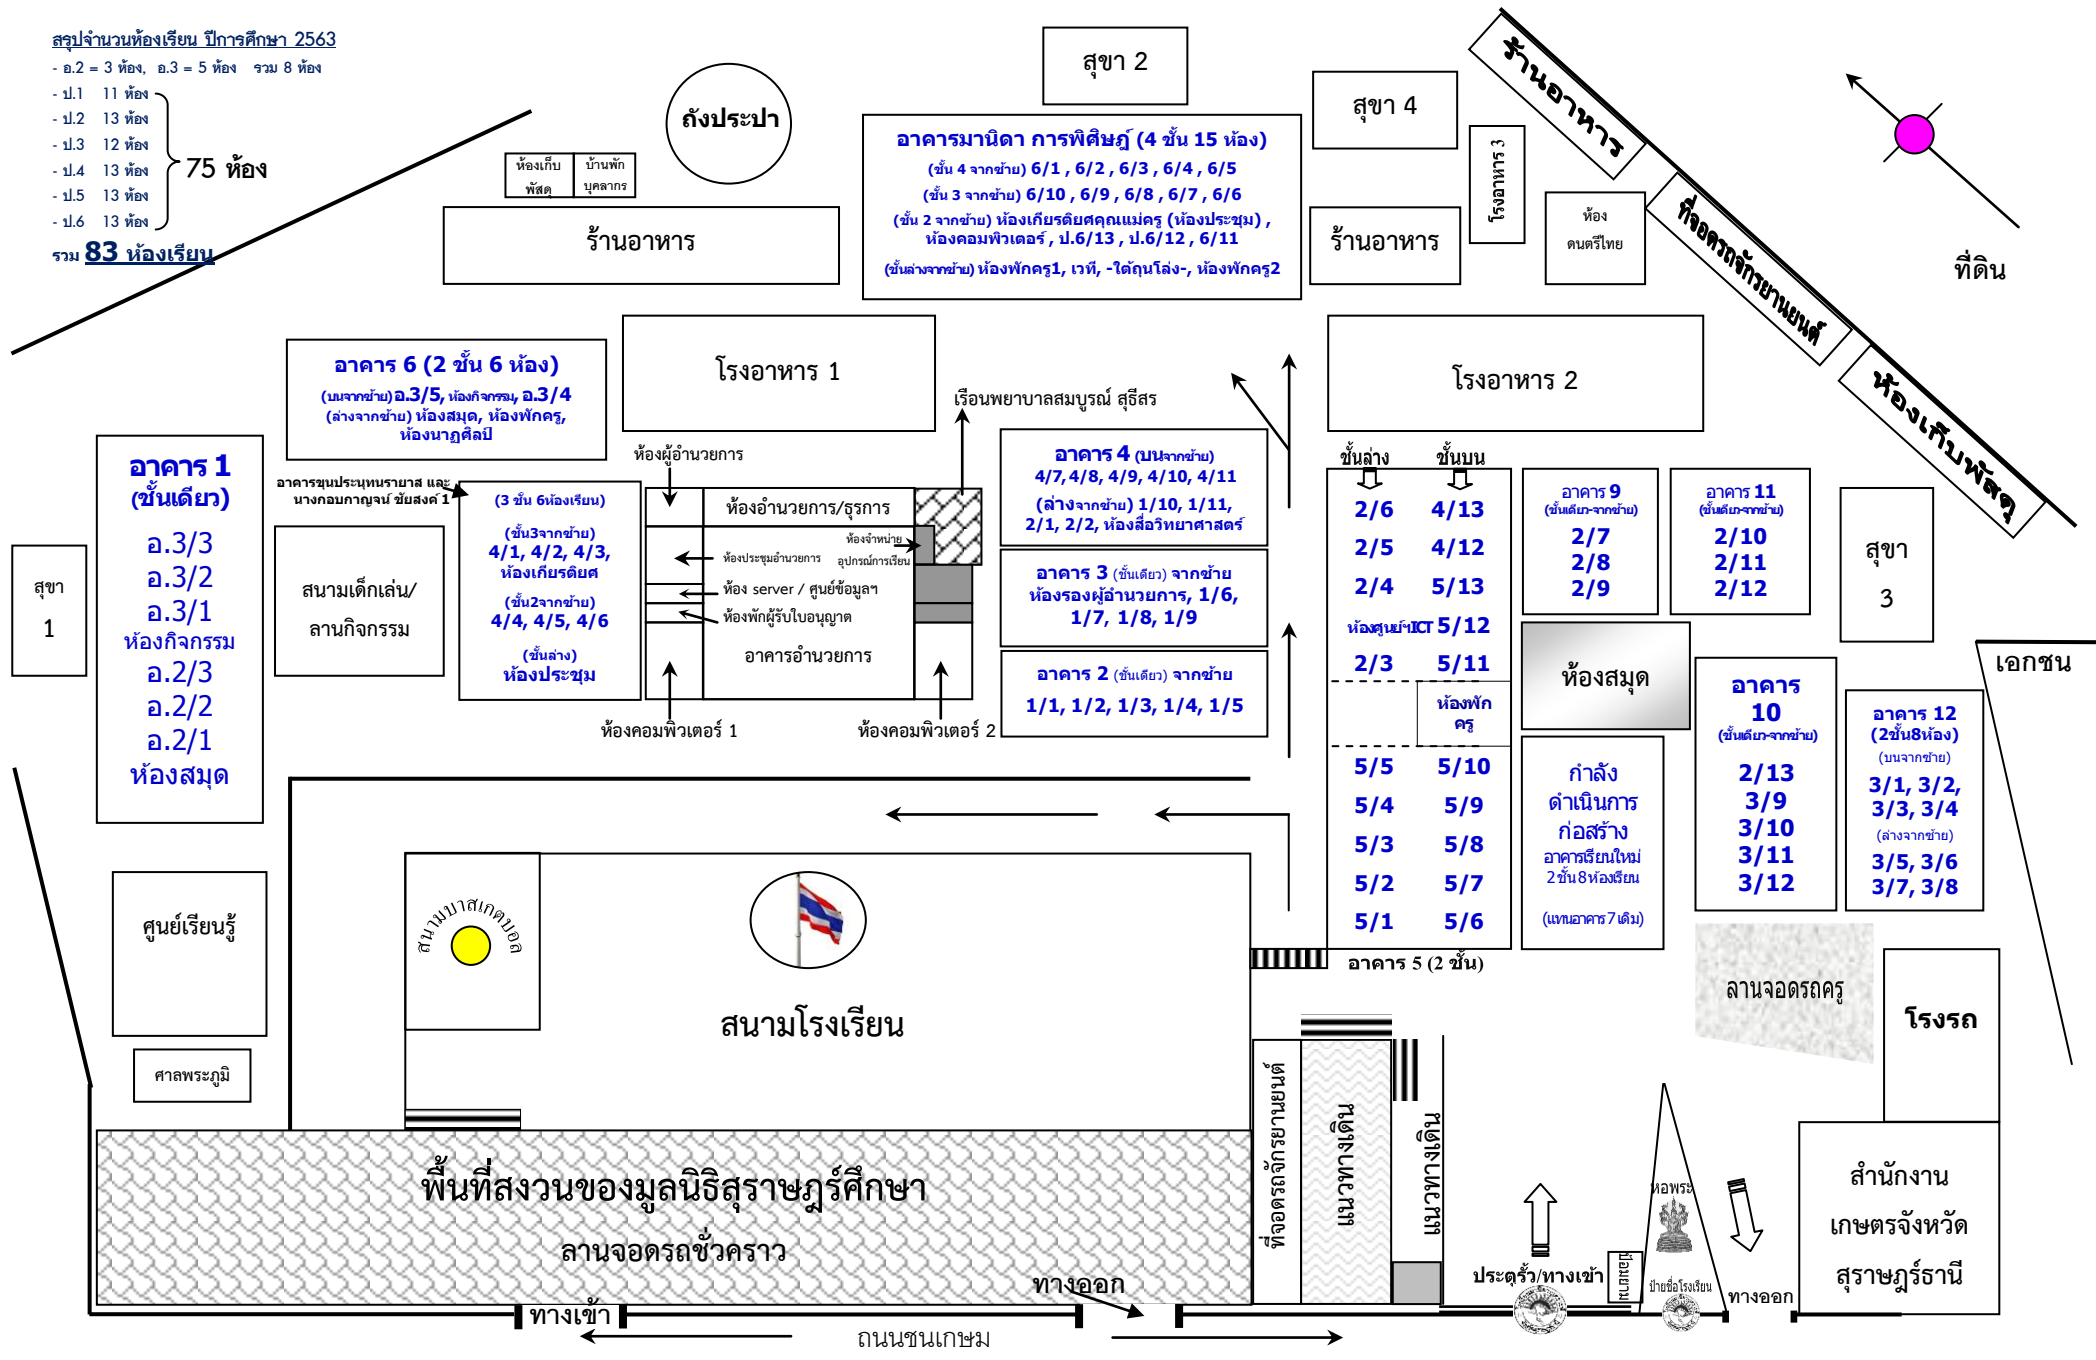 สรุปจำนวนห้องเรียน ปีการศึกษา 2563
- อ.2 = 3 ห้อง, อ.3 = 5 ห้อง รวม 8 ห้อง
- ป.1 11 ห้อง
- ป.2 13 ห้อง
- ป.3 12 ห้อง
- ป.4 13 ห้อง
- ป.5 13 ห้อง
- ป.6 13 ห้อง
75 ห้อง
รวม 83 ห้องเรียน
ถังประปา
ห้องเก็บ
พัสดุ
บ้านพัก
บุคลากร
ร้านอาหาร
สุขา 2
อาคารมานิดา การพิศิษฎ์ (4 ชั้น 15 ห้อง)
(ชั้น 4 จากซ้าย) 6/1 , 6/2 , 6/3 , 6/4 , 6/5
(ชั้น 3 จากซ้าย) 6/10 , 6/9 , 6/8 , 6/7 , 6/6
(ชั้น 2 จากซ้าย) ห้องเกียรติยศคุณแม่ครู (ห้องประชุม) ,
ห้องคอมพิวเตอร์ , ป.6/13 , ป.6/12 , 6/11
(ชั้นล่างจากซ้าย) ห้องพักครู1, เวที, -ใต้ถุนโล่ง-, ห้องพักครู2
สุขา 4
ร้านอาหาร
โรงอาหาร 3
ห้อง
ดนตรีไทย
ร้านอาหาร
ที่จอดรถจักรยานยนต์
ห้องเก็บพัสดุ
ที่ดิน
อาคาร 6 (2 ชั้น 6 ห้อง)
(บนจากซ้าย) อ.3/5, ห้องกิจกรรม, อ.3/4
(ล่างจากซ้าย) ห้องสมุด, ห้องพักครู,
ห้องนาฏศิลป์
โรงอาหาร 1
เรือนพยาบาลสมบูรณ์ สุธีสร
โรงอาหาร 2
สุขา
1
อาคาร 1
(ชั้นเดียว)
อ.3/3
อ.3/2
อ.3/1
ห้องกิจกรรม
อ.2/3
อ.2/2
อ.2/1
ห้องสมุด
อาคารขุนประนุทนรายาส และ
นางกอบกาญจน์ ชัยสงค์ 1
สนามเด็กเล่น/
ลานกิจกรรม
(3 ชั้น 6ห้องเรียน)
(ชั้น3จากซ้าย)
4/1, 4/2, 4/3,
ห้องเกียรติยศ
(ชั้น2จากซ้าย)
4/4, 4/5, 4/6
(ชั้นล่าง)
ห้องประชุม
ห้องผู้อำนวยการ
ห้องอำนวยการ/ธุรการ
ห้องจำหน่าย
อุปกรณ์การเรียน
ห้องประชุมอำนวยการ
ห้อง server / ศูนย์ข้อมูลฯ
ห้องพักผู้รับใบอนุญาต
อาคารอำนวยการ
ห้องคอมพิวเตอร์ 1
ห้องคอมพิวเตอร์ 2
อาคาร 4 (บนจากซ้าย)
4/7, 4/8, 4/9, 4/10, 4/11
(ล่างจากซ้าย) 1/10, 1/11,
2/1, 2/2, ห้องสื่อวิทยาศาสตร์
อาคาร 3 (ชั้นเดียว) จากซ้าย
ห้องรองผู้อำนวยการ, 1/6,
1/7, 1/8, 1/9
อาคาร 2 (ชั้นเดียว) จากซ้าย
1/1, 1/2, 1/3, 1/4, 1/5
ชั้นล่าง ชั้นบน
2/6 4/13
2/5 4/12
2/4 5/13
ห้องศูนย์ฯICT 5/12
2/3 5/11
ห้องพัก
ครู
5/5 5/10
5/4 5/9
5/3 5/8
5/2 5/7
5/1 5/6
อาคาร 5 (2 ชั้น)
อาคาร 9
(ชั้นเดียว-จากซ้าย)
2/7
2/8
2/9
อาคาร 11
(ชั้นเดียว-จากซ้าย)
2/10
2/11
2/12
สุขา
3
เอกชน
ห้องสมุด
กำลัง
ดำเนินการ
ก่อสร้าง
อาคารเรียนใหม่
2 ชั้น 8 ห้องเรียน
(แทนอาคาร 7 เดิม)
อาคาร
10
(ชั้นเดียว-จากซ้าย)
2/13
3/9
3/10
3/11
3/12
อาคาร 12
(2ชั้น8ห้อง)
(บนจากซ้าย)
3/1, 3/2,
3/3, 3/4
(ล่างจากซ้าย)
3/5, 3/6
3/7, 3/8
ศูนย์เรียนรู้
ศาลพระภูมิ
สนามบาสเกตบอล
สนามโรงเรียน
ลานจอดรถครู
โรงรถ
พื้นที่สงวนของมูลนิธิสุราษฎร์ศึกษา
ลานจอดรถชั่วคราว
ที่จอดรถจักรยานยนต์
แนวทางเดิน
แนวทางเดิน
ประตูรั้ว/ทางเข้า
ป้อมยาม
หอพระ
ป้ายชื่อโรงเรียน
ทางออก
สำนักงาน
เกษตรจังหวัด
สุราษฎร์ธานี
ทางเข้า
ทางออก
ถนนชนเกษม